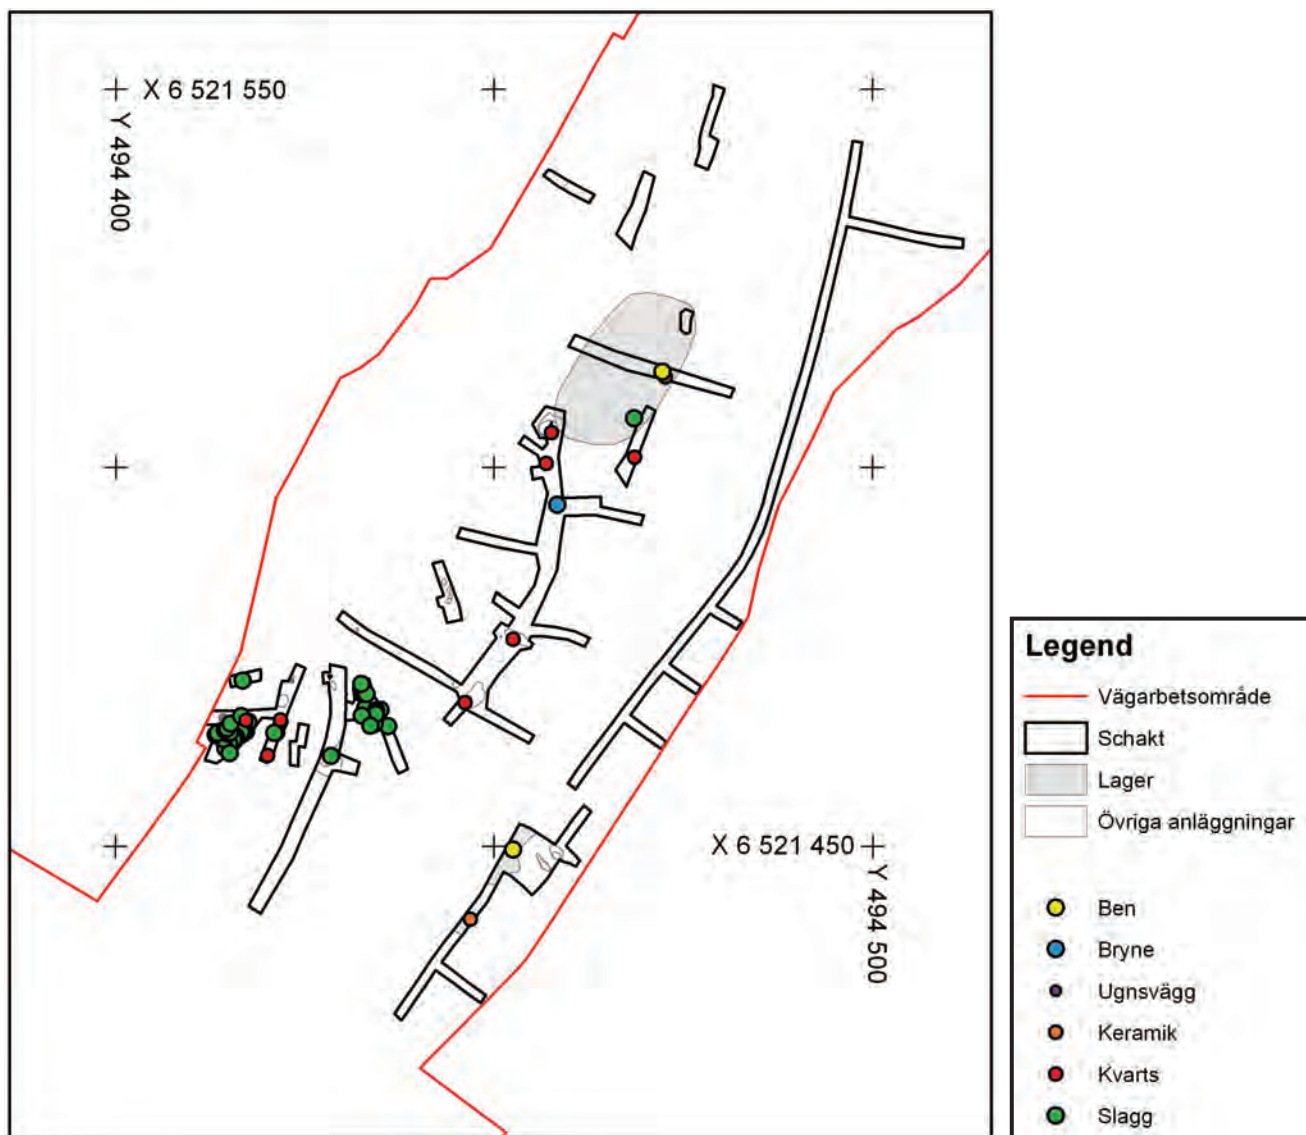 X 6 521 550
Y 494 400
X 6 521 450
Y 494 500
Legend
Vägarbetsområde
Schakt
Lager
Övriga anläggningar
Ben
Bryne
Ugnsvägg
Keramik
Kvarts
Slagg